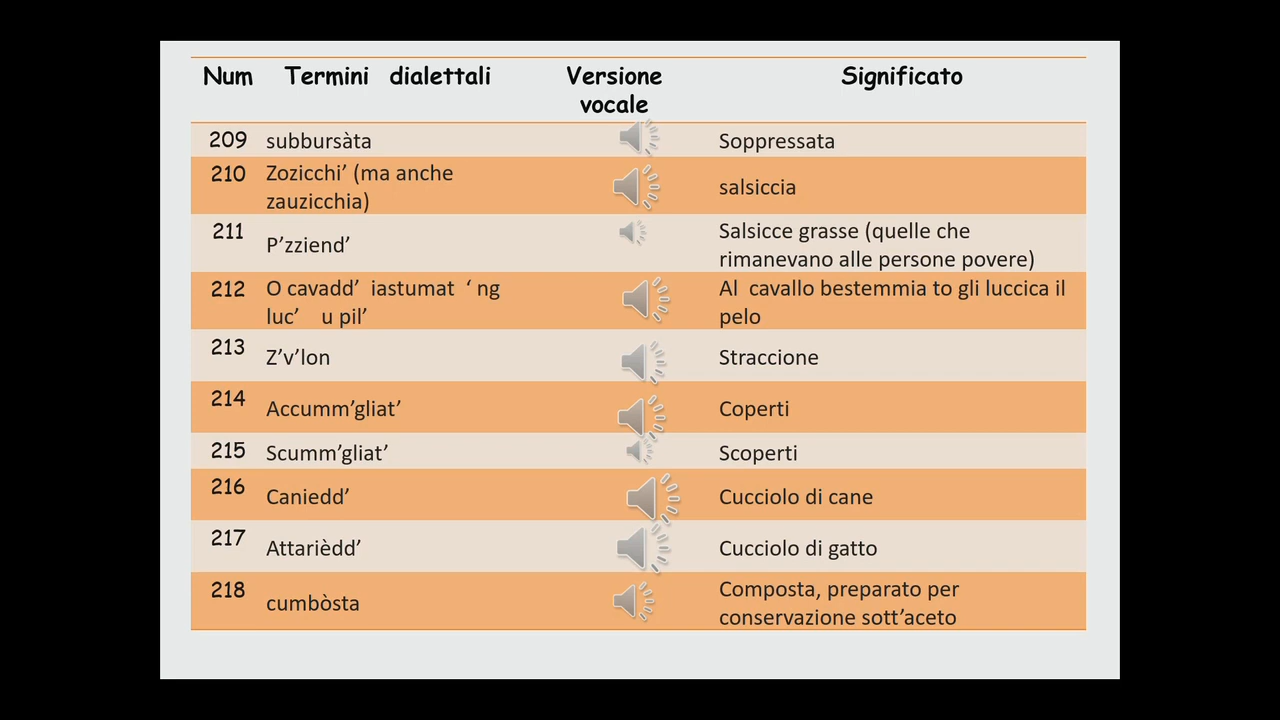 Num Termini dialettali Versione Significato
vocale
209 subbursàta Soppressata
210 Zozicchi’ (ma anche
zauzicchia) salsiccia
211 P’zziend’ Salsicce grasse (quelle che
rimanevano alle persone povere)
212 O cavadd’ iastumat ‘ ng Al cavallo bestemmia to gli luccica il
luc’ u pil’ pelo
213 Z’v’lon Straccione
214 Accumm’gliat’ Coperti
215 Scumm’gliat’ Scoperti
216 Caniedd’ Cucciolo di cane
217 Attarièdd’ Cucciolo di gatto
218 cumbòsta Composta, preparato per
conservazione sott’aceto